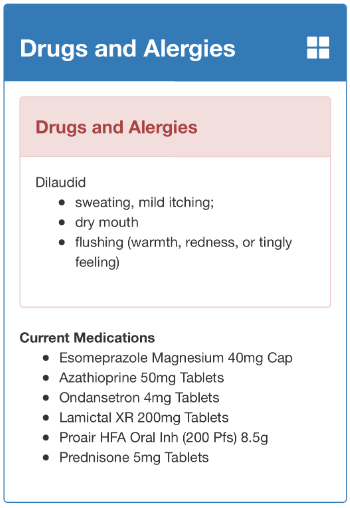 Drugs and Alergies
Drugs and Alergies
Dilaudid
• sweating, mild itching;
• dry mouth
• flushing (warmth, redness, or tingly
feeling)
Current Medications
• Esomeprazole Magnesium 40mg Cap
• Azathioprine 50mg Tablets
• Ondansetron 4mg Tablets
• Lamictal XR 200mg Tablets
• Proair HFA Oral Inh (200 Pfs) 8.5g
• Prednisone 5mg Tablets